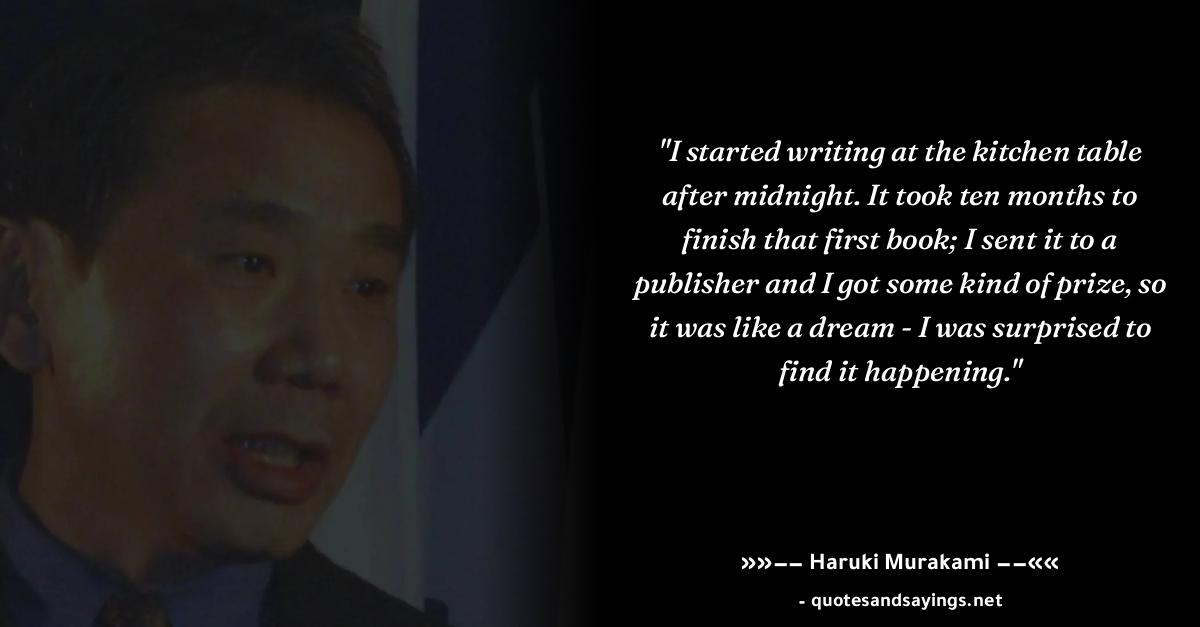 "I started writing at the kitchen table
after midnight. It took ten months to
finish that first book; I sent it to a
publisher and I got some kind of prize, so
it was like a dream - I was surprised to
find it happening."
»»−− Haruki Murakami −−««
- quotesandsayings.net